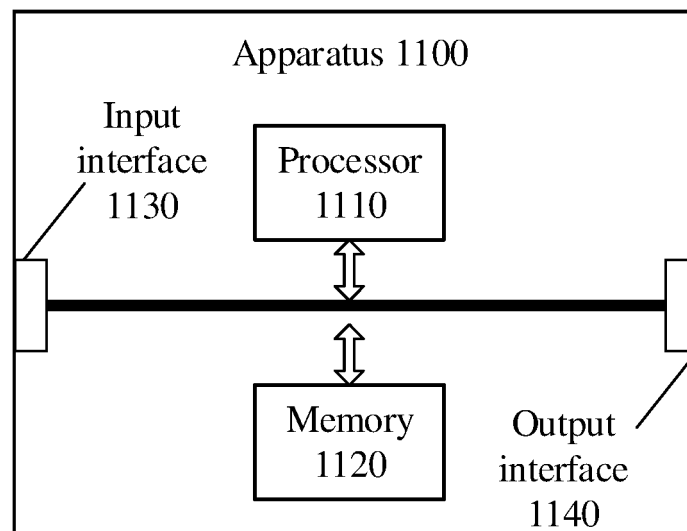 Apparatus 1100
Input
interface
1130
Processor
1110
Memory
1120
Output
interface
1140